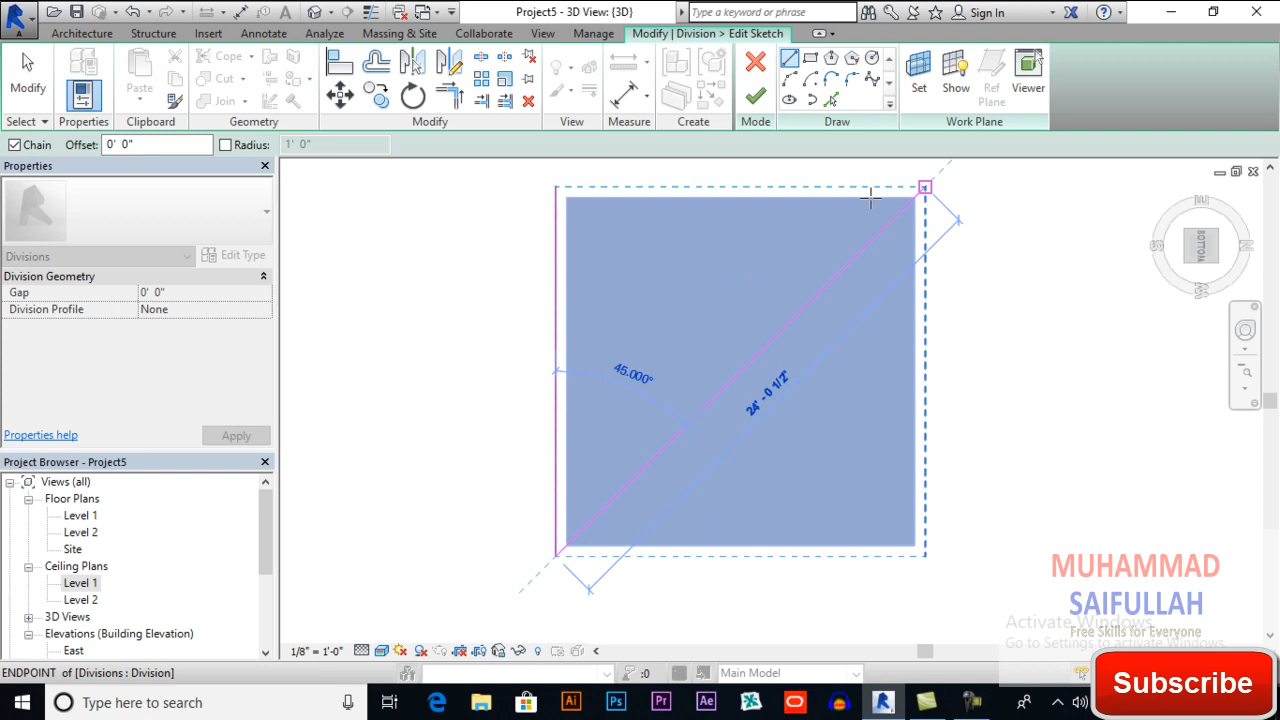 Project5 - 3D View: {3D}
Type a keyword or phrase
Sign In
Architecture
Structure
Insert
Annotate
Analyze
Massing & Site
Collaborate
View
Manage
Modify | Division > Edit Sketch
Modify
Paste
Cope
Cut
Join
Set
Show
Ref Plane
Viewer
Select
Properties
Clipboard
Geometry
Modify
View
Measure
Create
Mode
Draw
Work Plane
Chain
Offset:
0' 0"
Radius:
1' 0"
Properties
Divisions
Edit Type
Division Geometry
Gap
0' 0"
Division Profile
None
Properties help
Apply
Project Browser - Project5
Views (all)
Floor Plans
Level 1
Level 2
Site
Ceiling Plans
Level 1
Level 2
3D Views
Elevations (Building Elevation)
East
45.000°
24' - 0 1/2"
BOTTOM
S
N
E
W
MUHAMMAD
SAIFULLAH
Free Skills for Everyone
Activate Windows
Go to Settings to activate Windows.
1/8" = 1'-0"
ENDPOINT of [Divisions : Division]
:0
Main Model
Subscribe
Type here to search
Ai
Ps
Pr
Ae